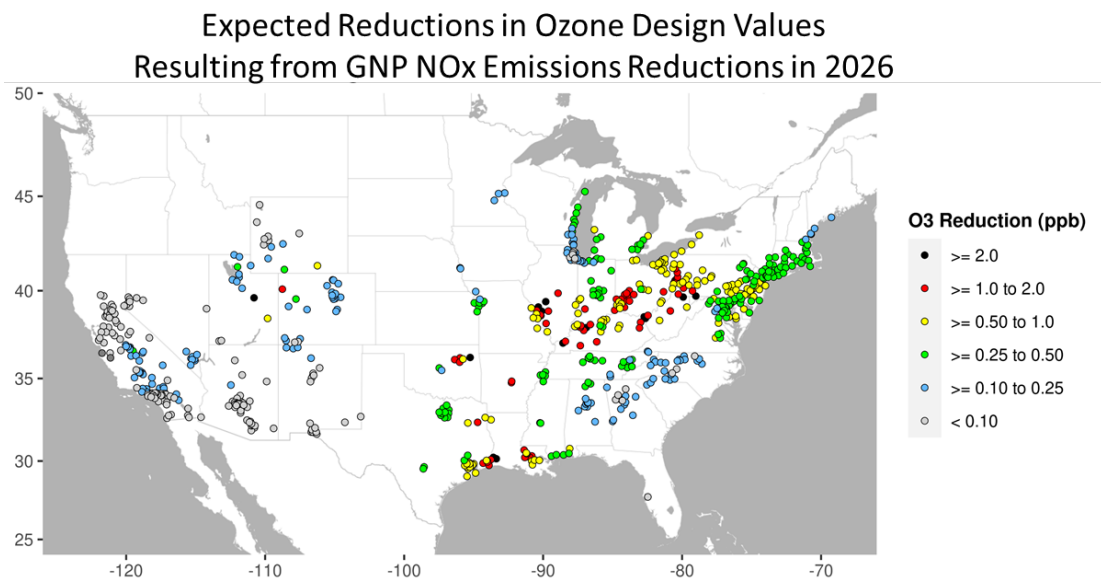 Expected Reductions in Ozone Design Values
Resulting from GNP NOx Emissions Reductions in 2026
50
45
40
35
30
25
-120
-110
-100
-90
-80
-70
O3 Reduction (ppb)
>= 2.0
>= 1.0 to 2.0
>= 0.50 to 1.0
>= 0.25 to 0.50
>= 0.10 to 0.25
< 0.10